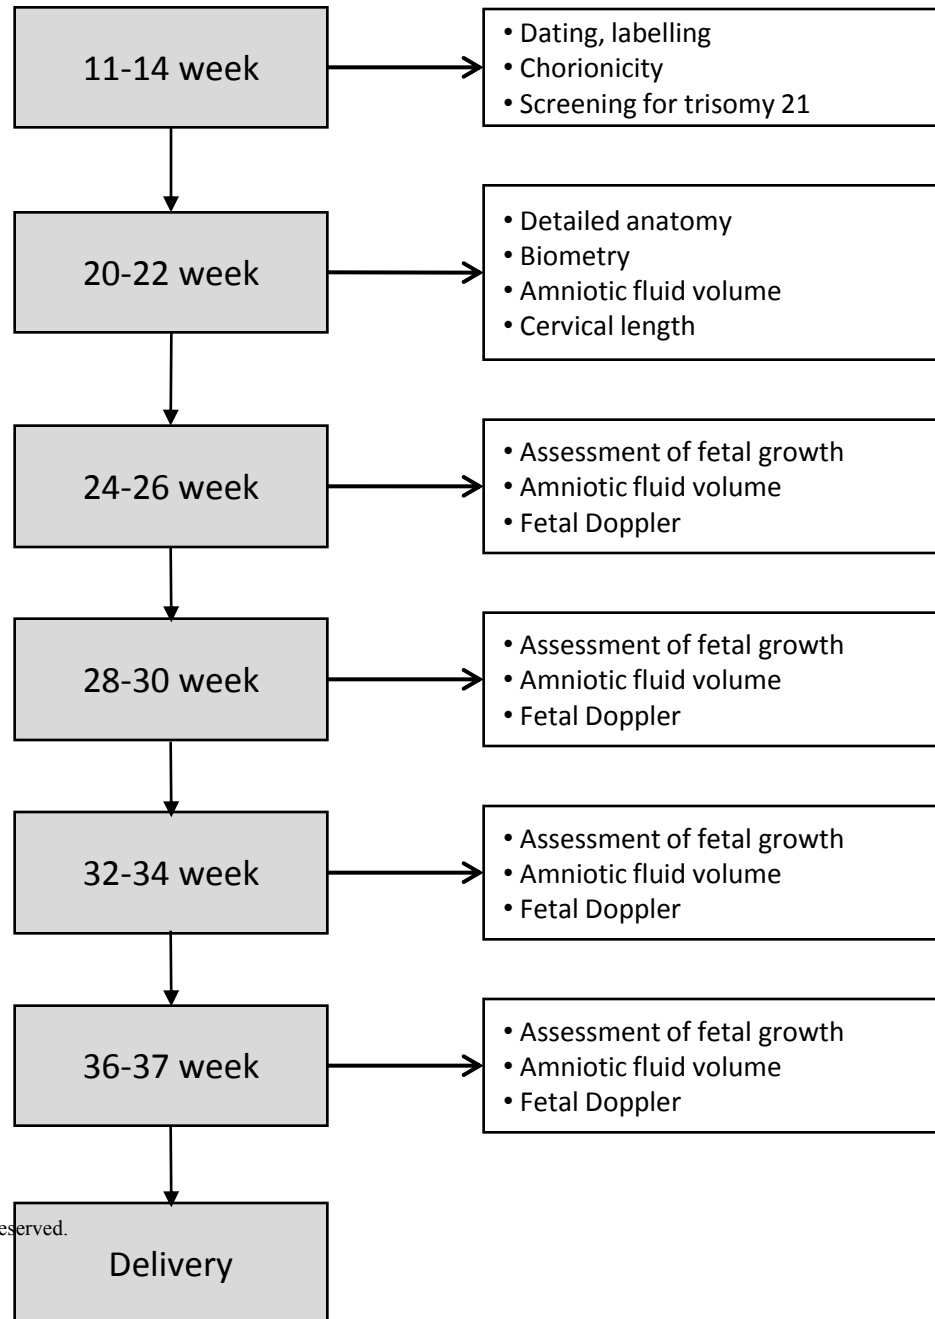 11-14 week
• Dating, labelling
• Chorionicity
• Screening for trisomy 21
20-22 week
• Detailed anatomy
• Biometry
• Amniotic fluid volume
• Cervical length
24-26 week
• Assessment of fetal growth
• Amniotic fluid volume
• Fetal Doppler
28-30 week
• Assessment of fetal growth
• Amniotic fluid volume
• Fetal Doppler
32-34 week
• Assessment of fetal growth
• Amniotic fluid volume
• Fetal Doppler
36-37 week
• Assessment of fetal growth
• Amniotic fluid volume
• Fetal Doppler
eserved.
Delivery